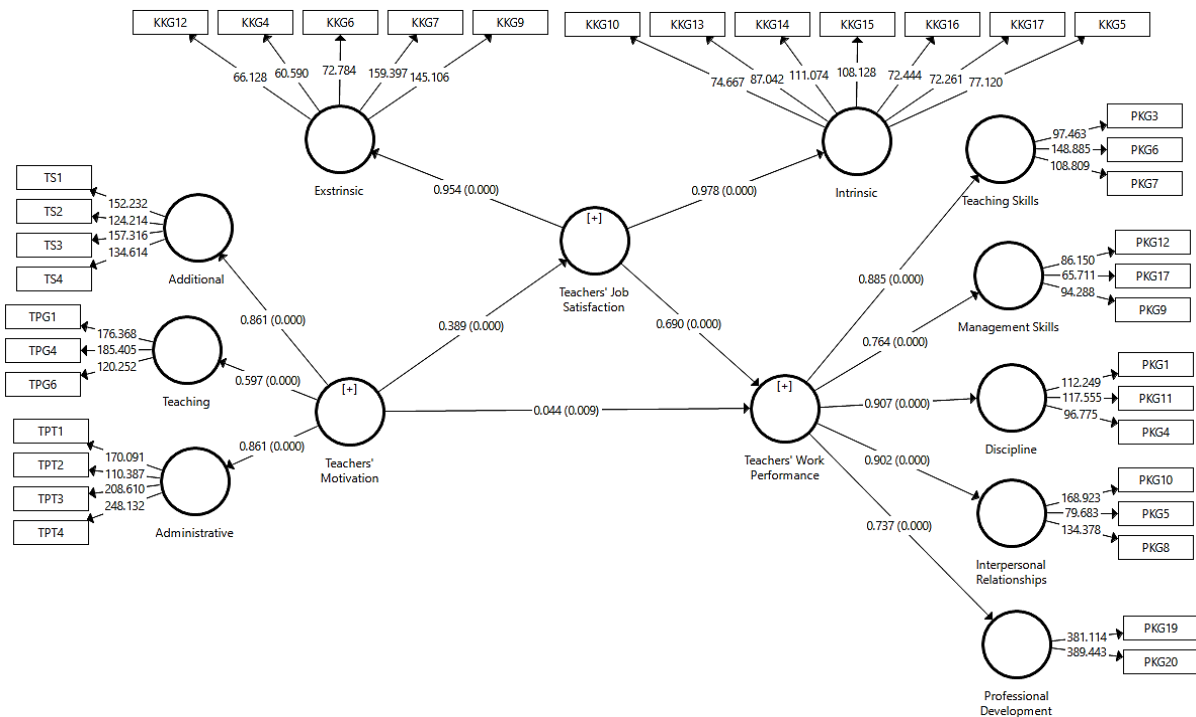 KKG12
KKG4
KKG6
KKG7
KKG9
KKG10
KKG13
KKG14
KKG15
KKG16
KKG17
KKG5
66.128
60.590
72.784
159.397
145.106
74.667
87.042
111.074
108.128
72.444
72.261
77.120
Exstrinsic
Intrinsic
PKG3
PKG6
PKG7
97.463
148.885
108.809
Teaching Skills
TS1
TS2
TS3
TS4
152.232
124.214
157.316
134.614
Additional
0.954 (0.000)
0.978 (0.000)
[+]
Teachers' Job
Satisfaction
PKG12
PKG17
PKG9
86.150
65.711
94.288
Management Skills
0.885 (0.000)
0.764 (0.000)
TPG1
TPG4
TPG6
176.368
185.405
120.252
Teaching
0.861 (0.000)
0.597 (0.000)
0.389 (0.000)
0.690 (0.000)
[+]
Teachers'
Motivation
0.044 (0.009)
[+]
Teachers' Work
Performance
0.907 (0.000)
PKG1
PKG11
PKG4
112.249
117.555
96.775
Discipline
TPT1
TPT2
TPT3
TPT4
170.091
110.387
208.610
248.132
Administrative
0.861 (0.000)
0.902 (0.000)
PKG10
PKG5
PKG8
168.923
79.683
134.378
Interpersonal
Relationships
0.737 (0.000)
PKG19
PKG20
381.114
389.443
Professional
Development